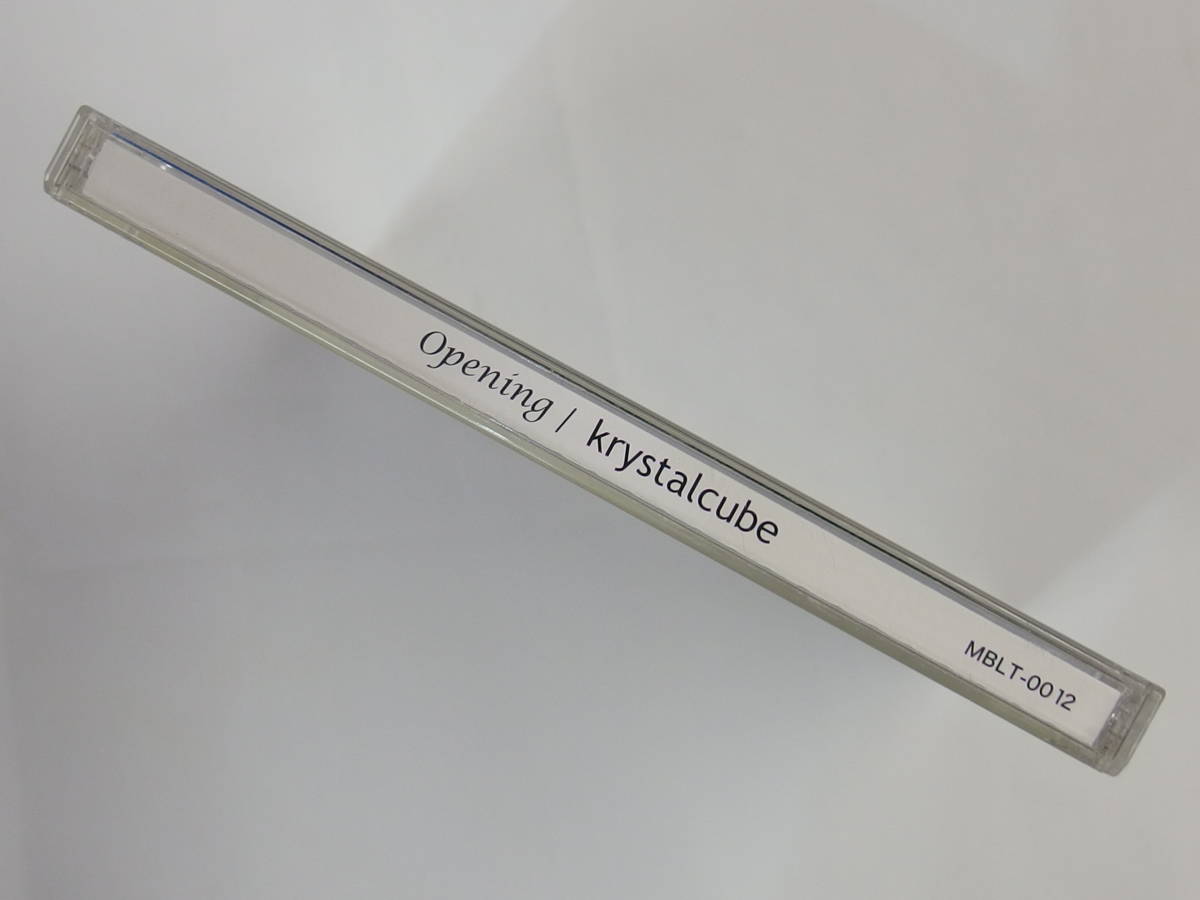 Opening / krystalcube
MBLT-0012